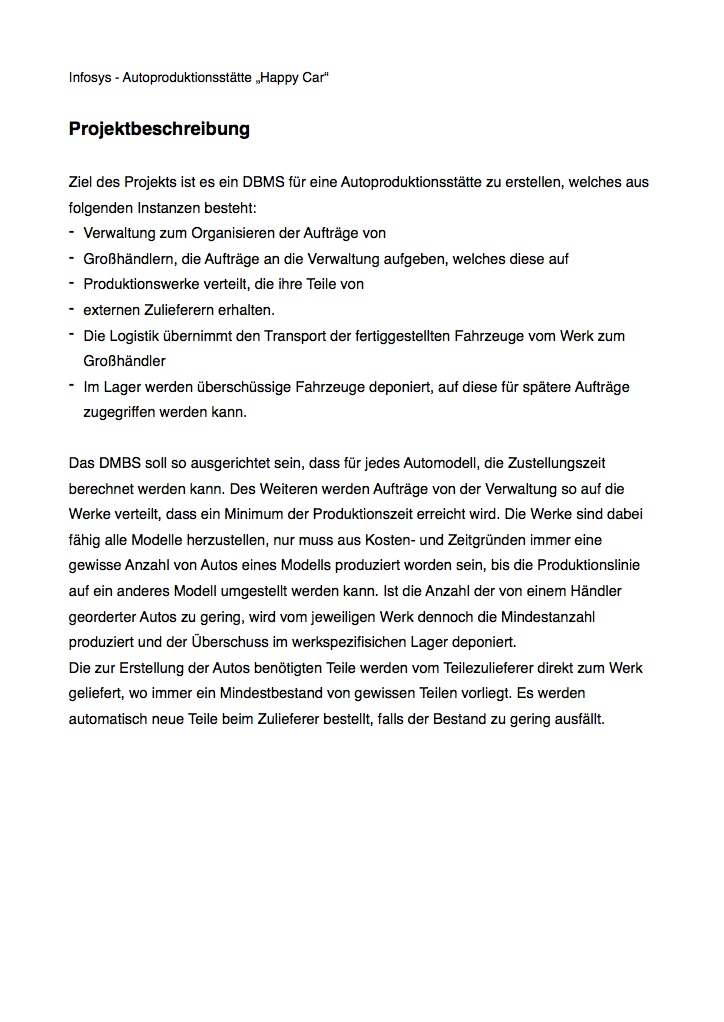 Infosys - Autoproduktionsstätte „Happy Car“
Projektbeschreibung
Ziel des Projekts ist es ein DBMS für eine Autoproduktionsstätte zu erstellen, welches aus
folgenden Instanzen besteht:
- Verwaltung zum Organisieren der Aufträge von
- Großhändlern, die Aufträge an die Verwaltung aufgeben, welches diese auf
- Produktionswerke verteilt, die ihre Teile von
- externen Zulieferern erhalten.
- Die Logistik übernimmt den Transport der fertiggestellten Fahrzeuge vom Werk zum
Großhändler
- Im Lager werden überschüssige Fahrzeuge deponiert, auf diese für spätere Aufträge
zugegriffen werden kann.
Das DMBS soll so ausgerichtet sein, dass für jedes Automodell, die Zustellungszeit
berechnet werden kann. Des Weiteren werden Aufträge von der Verwaltung so auf die
Werke verteilt, dass ein Minimum der Produktionszeit erreicht wird. Die Werke sind dabei
fähig alle Modelle herzustellen, nur muss aus Kosten- und Zeitgründen immer eine
gewisse Anzahl von Autos eines Modells produziert worden sein, bis die Produktionslinie
auf ein anderes Modell umgestellt werden kann. Ist die Anzahl der von einem Händler
georderter Autos zu gering, wird vom jeweiligen Werk dennoch die Mindestanzahl
produziert und der Überschuss im werkspezifisichen Lager deponiert.
Die zur Erstellung der Autos benötigten Teile werden vom Teilezulieferer direkt zum Werk
geliefert, wo immer ein Mindestbestand von gewissen Teilen vorliegt. Es werden
automatisch neue Teile beim Zulieferer bestellt, falls der Bestand zu gering ausfällt.